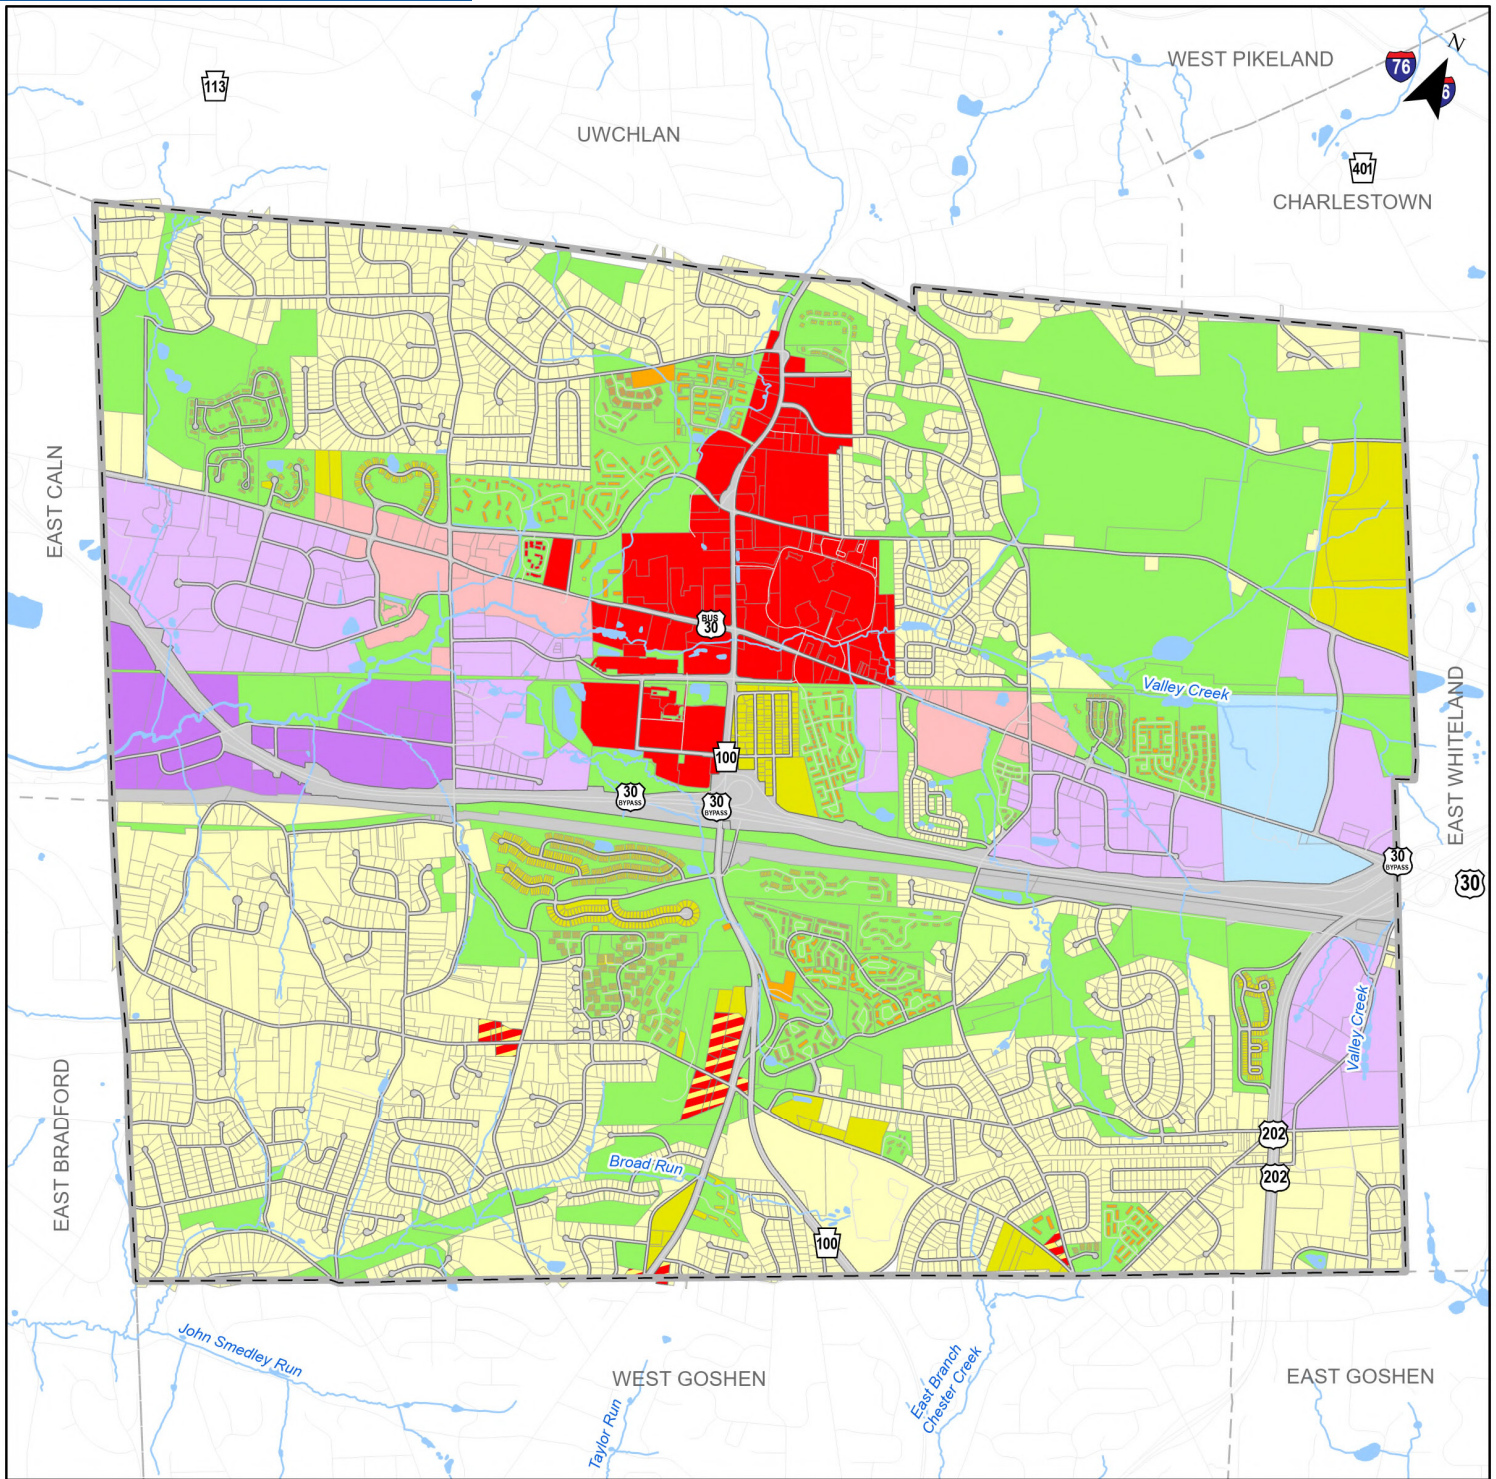 WEST PIKELAND
N
76
6
113
UWCHLAN
401
CHARLESTOWN
EAST CALN
BUS
30
Valley Creek
EAST WHITELAND
100
30
BYPASS
30
BYPASS
30
BYPASS
30
Valley Creek
EAST BRADFORD
202
Broad Run
202
100
John Smedley Run
WEST GOSHEN
East Branch
Chester Creek
EAST GOSHEN
Taylor Run